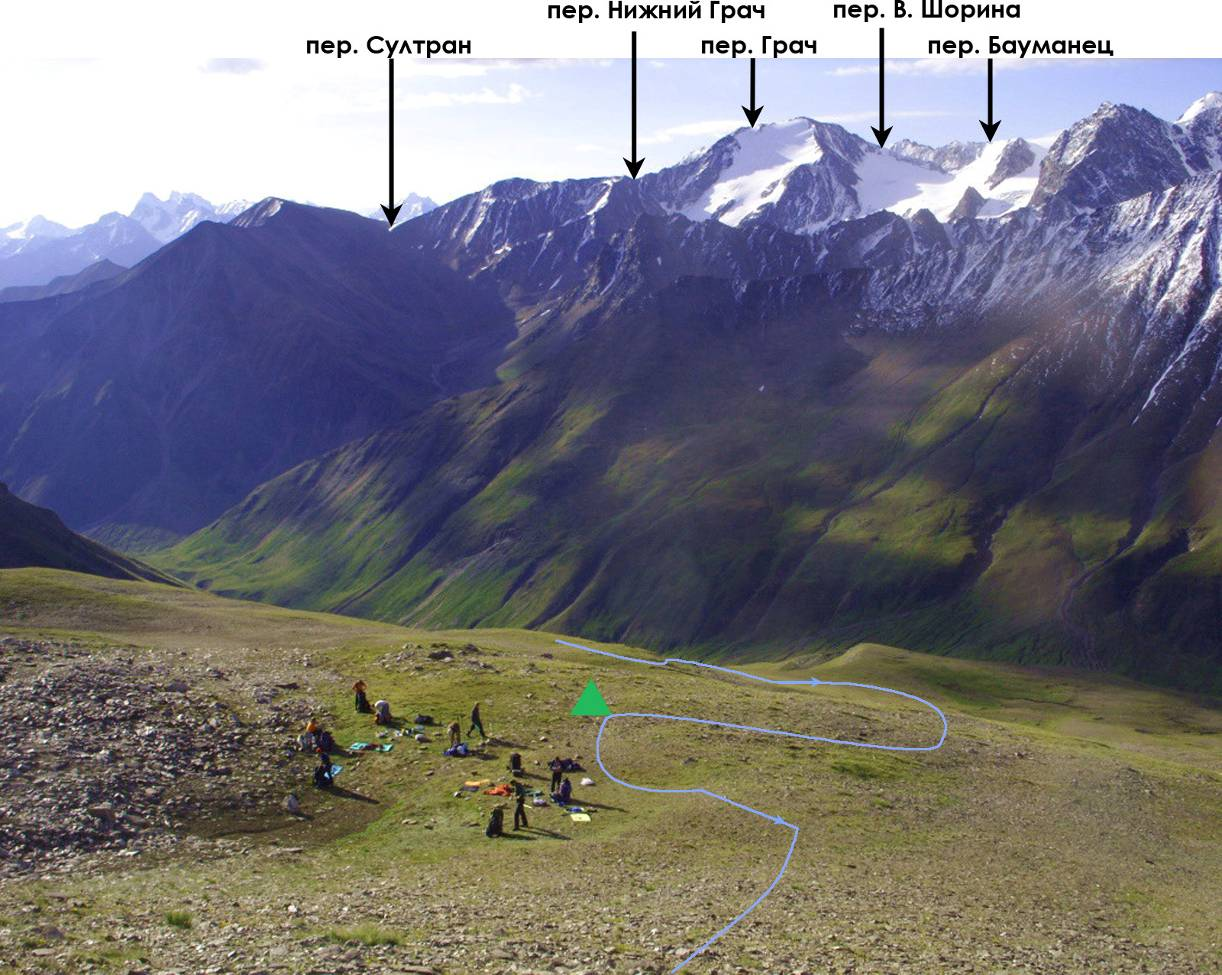 пер. Нижний Грач
пер. В. Шорина
пер. Султран
пер. Грач
пер. Бауманец